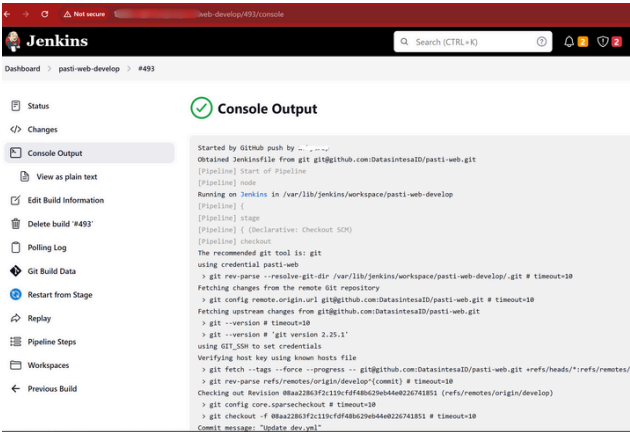 Not secure
web-develop/493/console
Jenkins
Search (CTRL+K)
2
2
Dashboard > pasti-web-develop > #493
Status
Changes
Console Output
View as plain text
Edit Build Information
Delete build '#493'
Polling Log
Git Build Data
Restart from Stage
Replay
Pipeline Steps
Workspaces
Previous Build
Console Output
Started by GitHub push by
Obtained Jenkinsfile from git git@github.com:DatasintesaID/pasti-web.git
[Pipeline] Start of Pipeline
[Pipeline] node
Running on Jenkins in /var/lib/jenkins/workspace/pasti-web-develop
[Pipeline] {
[Pipeline] stage
[Pipeline] { (Declarative: Checkout SCM)
[Pipeline] checkout
The recommended git tool is: git
using credential pasti-web
> git rev-parse --resolve-git-dir /var/lib/jenkins/workspace/pasti-web-develop/.git # timeout=10
Fetching changes from the remote Git repository
> git config remote.origin.url git@github.com:DatasintesaID/pasti-web.git # timeout=10
Fetching upstream changes from git@github.com:DatasintesaID/pasti-web.git
> git --version # timeout=10
> git --version # 'git version 2.25.1'
using GIT_SSH to set credentials
Verifying host key using known hosts file
> git fetch --tags --force --progress -- git@github.com:DatasintesaID/pasti-web.git +refs/heads/*:refs/remotes/
> git rev-parse refs/remotes/origin/develop^{commit} # timeout=10
Checking out Revision 08aa22863f2c119cfdf48b629eb44e0226741851 (refs/remotes/origin/develop)
> git config core.sparsecheckout # timeout=10
> git checkout -f 08aa22863f2c119cfdf48b629eb44e0226741851 # timeout=10
Commit message: "Update dev.yml"